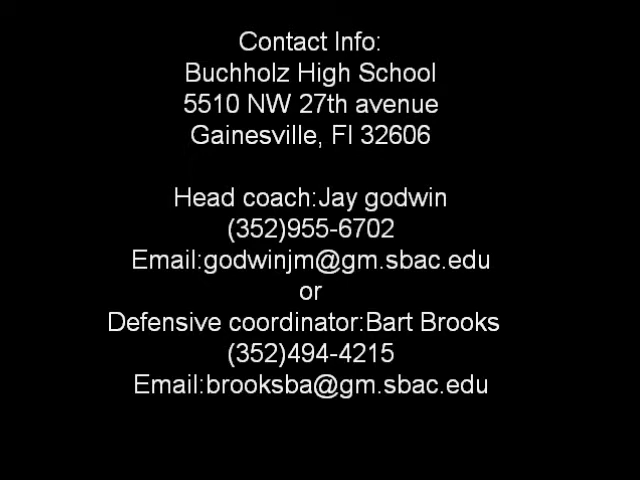 Contact Info:
Buchholz High School
5510 NW 27th avenue
Gainesville, Fl 32606
Head coach:Jay godwin
(352)955-6702
Email:godwinjm@gm.sbac.edu
or
Defensive coordinator:Bart Brooks
(352)494-4215
Email:brooksba@gm.sbac.edu